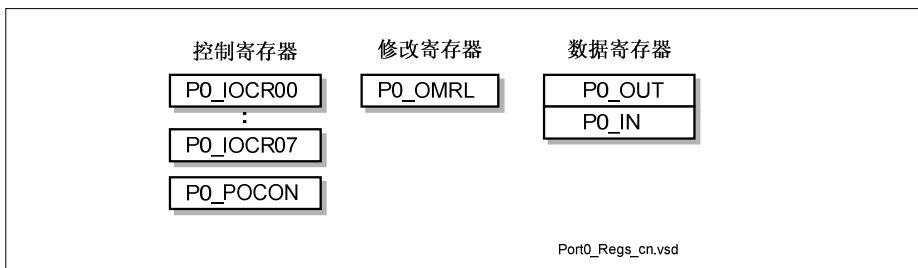 控制寄存器
P0_IOCR00
:
P0_IOCR07
P0_POCON
修改寄存器
P0_OMRL
数据寄存器
P0_OUT
P0_IN
Port0_Regs_cn.vsd